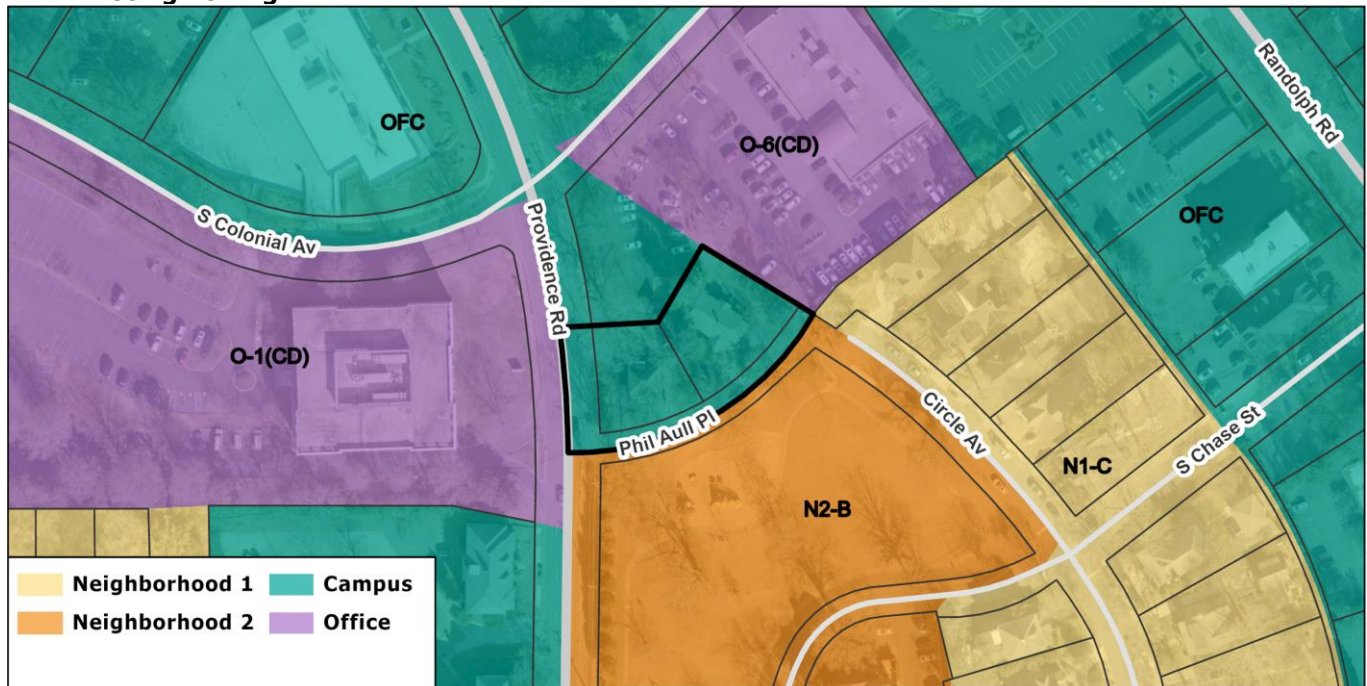 OFC
O-6(CD)
Randolph Rd
OFC
S Colonial Av
Providence Rd
O-1(CD)
Phil Aull Pl
Circle Av
S Chase St
N1-C
N2-B
Neighborhood 1
Campus
Neighborhood 2
Office